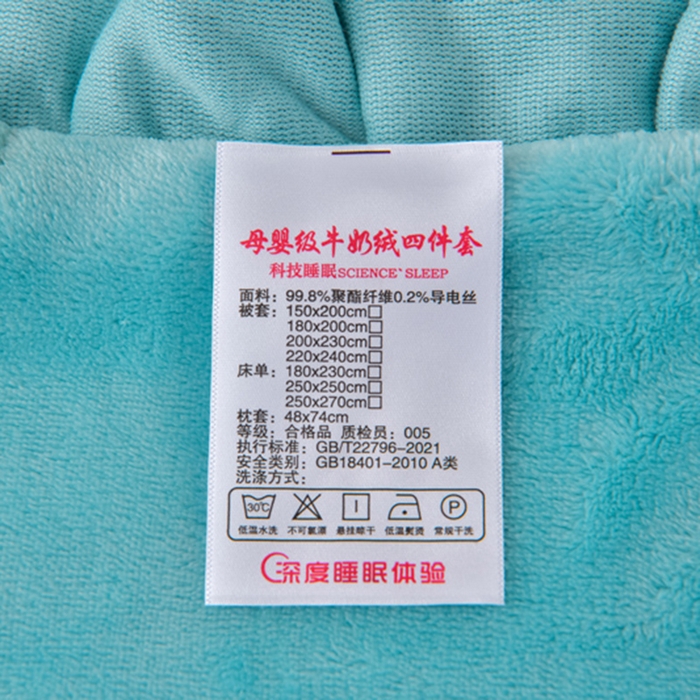 母婴级牛奶绒四件套
科技睡眠SCIENCE`SLEEP
面料：99.8%聚酯纤维0.2%导电丝
被套：150x200cm□
180x200cm□
200x230cm□
220x240cm□
床单：180x230cm□
250x250cm□
250x270cm□
枕套：48x74cm
等级：合格品 质检员：005
执行标准：GB/T22796-2021
安全类别：GB18401-2010 A类
洗涤方式：
30℃ P
低温水洗 不可氯漂 悬挂晾干 低温熨烫 常规干洗
深度睡眠体验